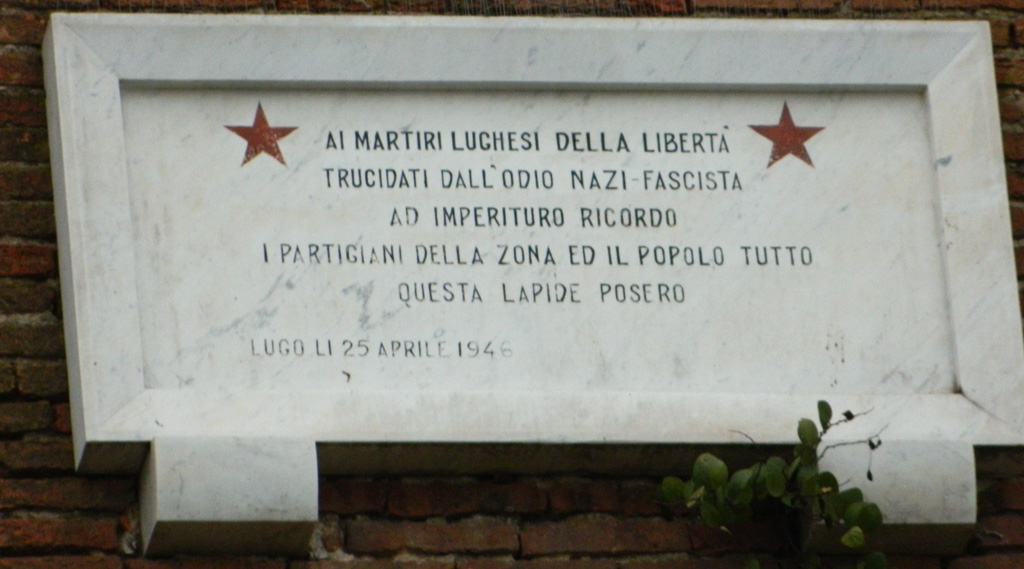 AI MARTIRI LUGHESI DELLA LIBERTÀ
TRUCIDATI DALL'ODIO NAZI-FASCISTA
AD IMPERITURO RICORDO
I PARTIGIANI DELLA ZONA ED IL POPOLO TUTTO
QUESTA LAPIDE POSERO
LUGO LI 25 APRILE 1946